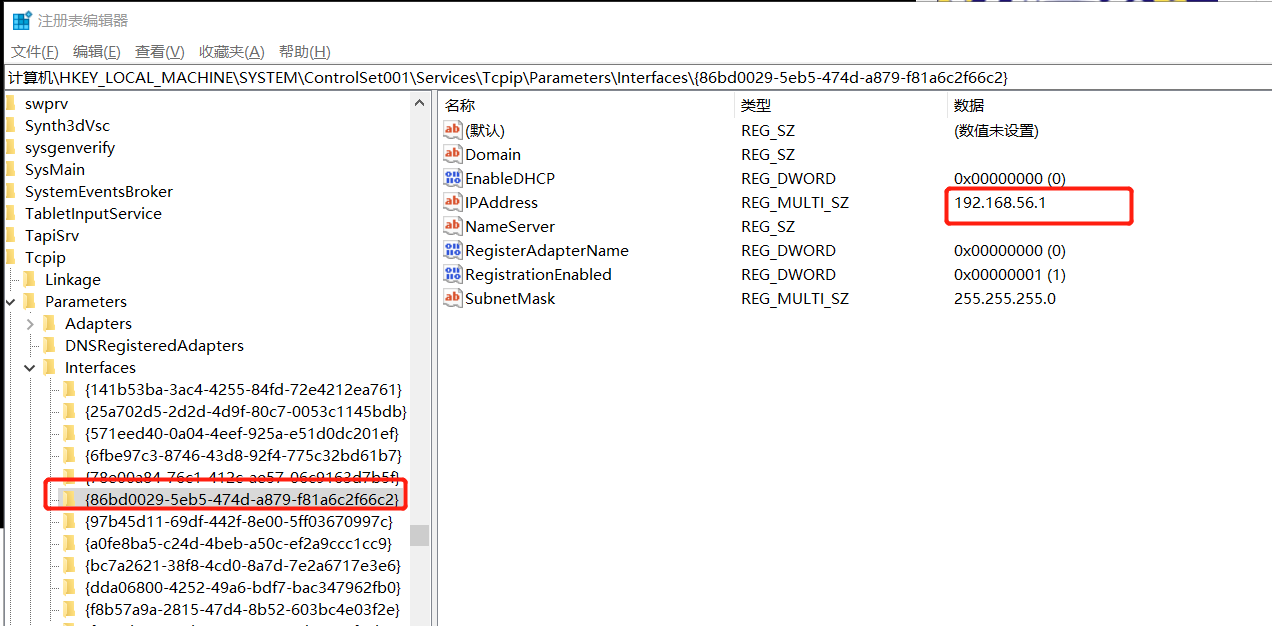 注册表编辑器
文件(F) 编辑(E) 查看(V) 收藏夹(A) 帮助(H)
计算机\HKEY_LOCAL_MACHINE\SYSTEM\ControlSet001\Services\Tcpip\Parameters\Interfaces\{86bd0029-5eb5-474d-a879-f81a6c2f66c2}
swprv
Synth3dVsc
sysgenverify
SysMain
SystemEventsBroker
TabletInputService
TapiSrv
Tcpip
Linkage
Parameters
Adapters
DNSRegisteredAdapters
Interfaces
{141b53ba-3ac4-4255-84fd-72e4212ea761}
{25a702d5-2d2d-4d9f-80c7-0053c1145bdb}
{571eed40-0a04-4eef-925a-e51d0dc201ef}
{6fbe97c3-8746-43d8-92f4-775c32bd61b7}
{78e00a84-76c1-412c-ae57-06c9163d7b5f}
{86bd0029-5eb5-474d-a879-f81a6c2f66c2}
{97b45d11-69df-442f-8e00-5ff03670997c}
{a0fe8ba5-c24d-4beb-a50c-ef2a9ccc1cc9}
{bc7a2621-38f8-4cd0-8a7d-7e2a6717e3e6}
{dda06800-4252-49a6-bdf7-bac347962fb0}
{f8b57a9a-2815-47d4-8b52-603bc4e03f2e}
名称 类型 数据
(默认) REG_SZ (数值未设置)
Domain REG_SZ
EnableDHCP REG_DWORD 0x00000000 (0)
IPAddress REG_MULTI_SZ 192.168.56.1
NameServer REG_SZ
RegisterAdapterName REG_DWORD 0x00000000 (0)
RegistrationEnabled REG_DWORD 0x00000001 (1)
SubnetMask REG_MULTI_SZ 255.255.255.0